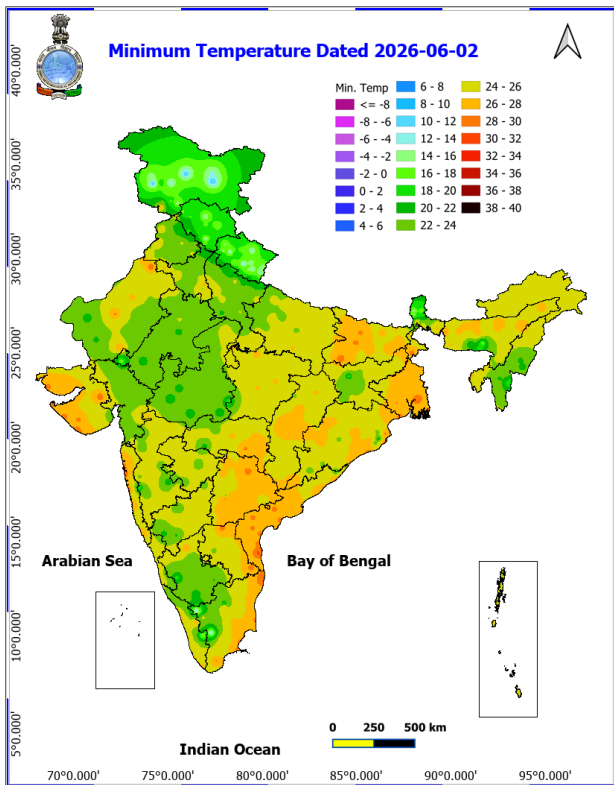 Minimum Temperature Dated 2026-06-02
Min. Temp
<= -8
-8 - -6
-6 - -4
-4 - -2
-2 - 0
0 - 2
2 - 4
4 - 6
6 - 8
8 - 10
10 - 12
12 - 14
14 - 16
16 - 18
18 - 20
20 - 22
22 - 24
24 - 26
26 - 28
28 - 30
30 - 32
32 - 34
34 - 36
36 - 38
38 - 40
40°0.000'
35°0.000'
30°0.000'
25°0.000'
20°0.000'
15°0.000'
10°0.000'
5°0.000'
Arabian Sea
Bay of Bengal
Indian Ocean
0 250 500 km
70°0.000' 75°0.000' 80°0.000' 85°0.000' 90°0.000' 95°0.000'